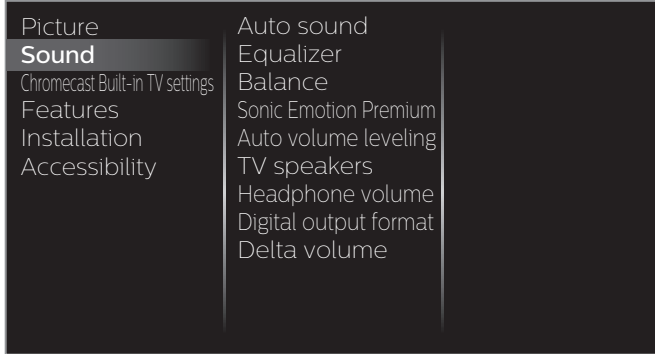 Picture
Sound
Chromecast Built-in TV settings
Features
Installation
Accessibility
Auto sound
Equalizer
Balance
Sonic Emotion Premium
Auto volume leveling
TV speakers
Headphone volume
Digital output format
Delta volume